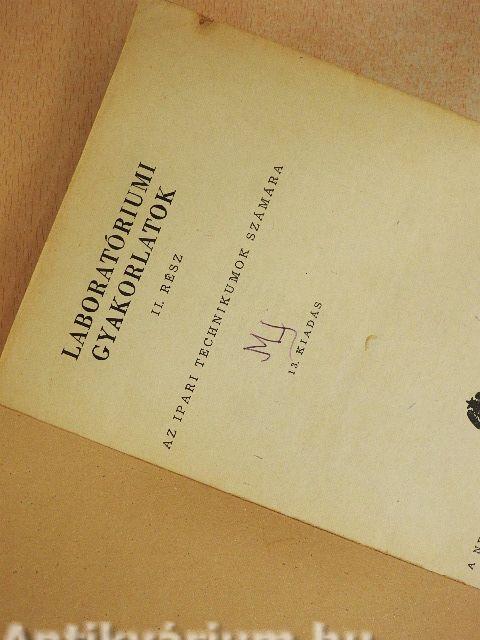 LABORATÓRIUMI
GYAKORLATOK
II. RÉSZ
AZ IPARI TECHNIKUMOK SZÁMÁRA
13. KIADÁS
A
Antikvárium.hu